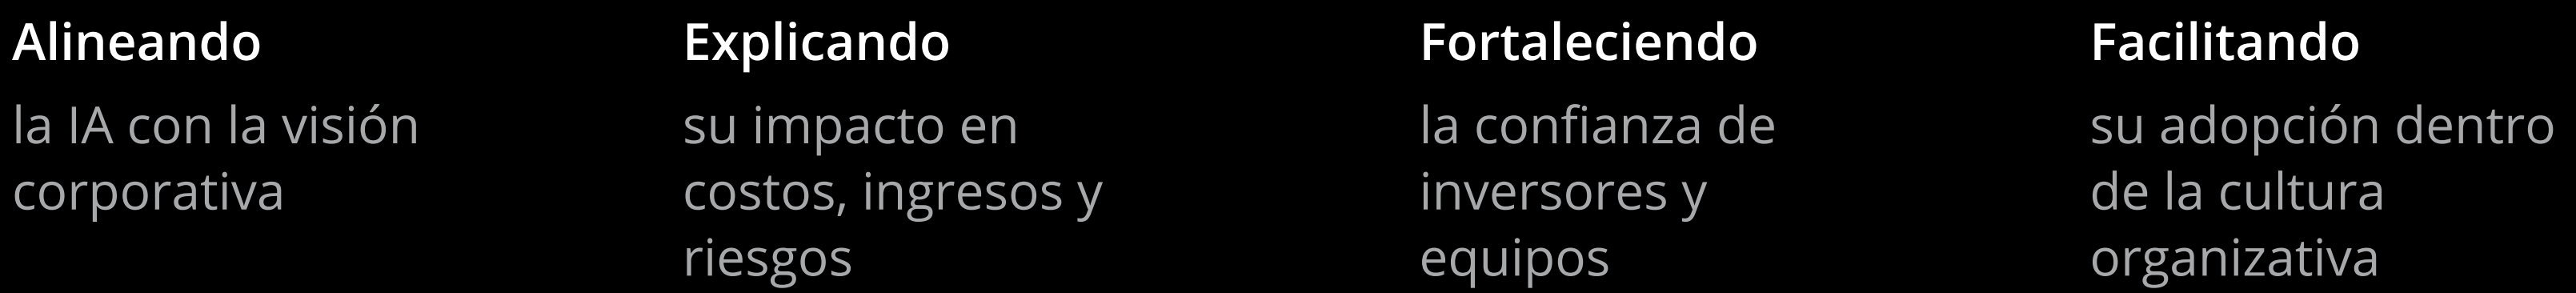 Alineando
la IA con la visión
corporativa
Explicando
su impacto en
costos, ingresos y
riesgos
Fortaleciendo
la confianza de
inversores y
equipos
Facilitando
su adopción dentro
de la cultura
organizativa